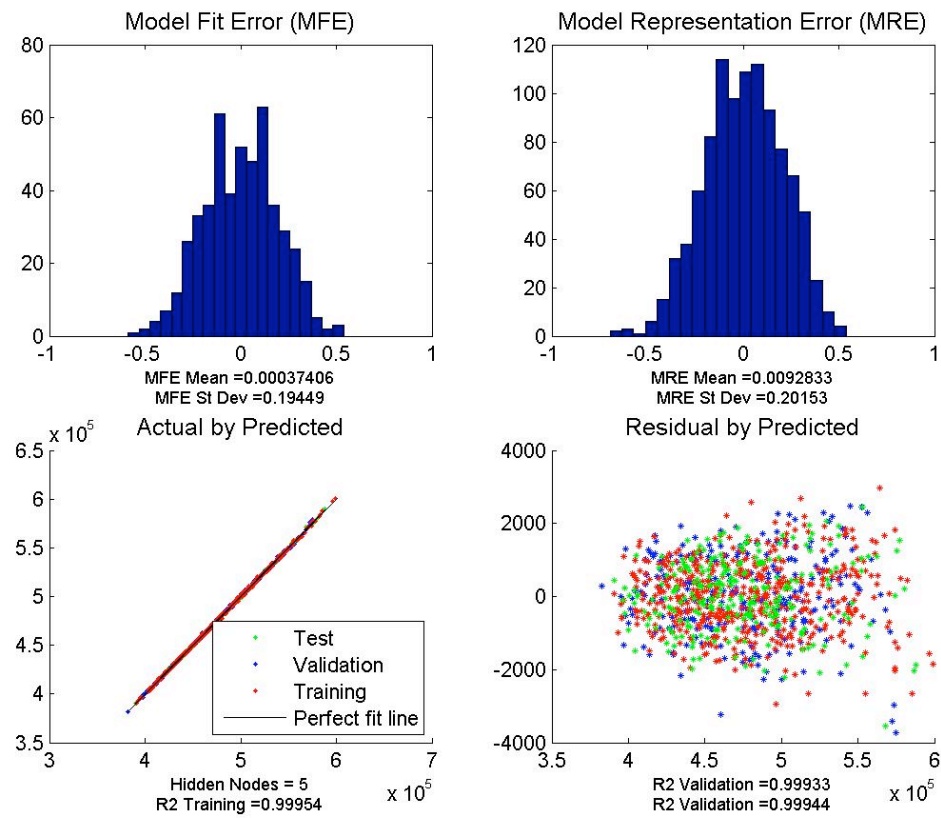 Model Fit Error (MFE)
80
60
40
20
0
-1
-0.5
0
0.5
1
MFE Mean =0.00037406
MFE St Dev =0.19449
Model Representation Error (MRE)
120
100
80
60
40
20
0
-1
-0.5
0
0.5
1
MRE Mean =0.0092833
MRE St Dev =0.20153
Actual by Predicted
x 10^5
6.5
6
5.5
5
4.5
4
3.5
3
4
5
6
7
x 10^5
Test
Validation
Training
Perfect fit line
Hidden Nodes = 5
R2 Training =0.99954
Residual by Predicted
4000
2000
0
-2000
-4000
3.5
4
4.5
5
5.5
6
x 10^5
R2 Validation =0.99933
R2 Validation =0.99944